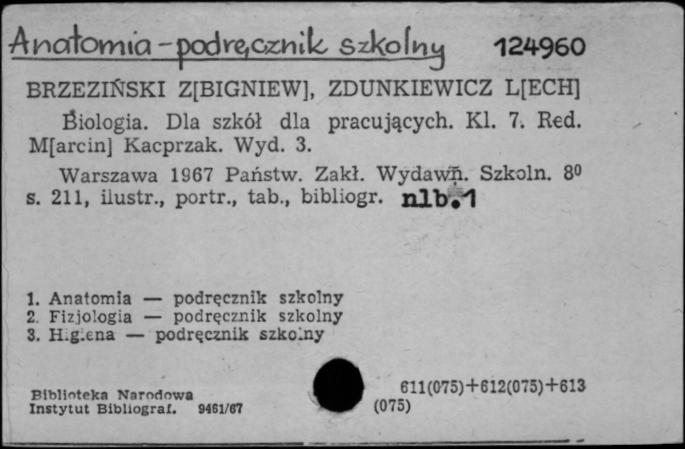 Anatomia - podręcznik szkolny 124960
BRZEZIŃSKI Z[BIGNIEW], ZDUNKIEWICZ L[ECH]
Biologia. Dla szkół dla pracujących. Kl. 7. Red.
M[arcin] Kacprzak. Wyd. 3.
Warszawa 1967 Państw. Zakł. Wydawn. Szkoln. 8⁰
s. 211, ilustr., portr., tab., bibliogr. nlb. 1
1. Anatomia — podręcznik szkolny
2. Fizjologia — podręcznik szkolny
3. Higiena — podręcznik szkolny
Biblioteka Narodowa
Instytut Bibliograf. 9461/67
611(075)+612(075)+613
(075)